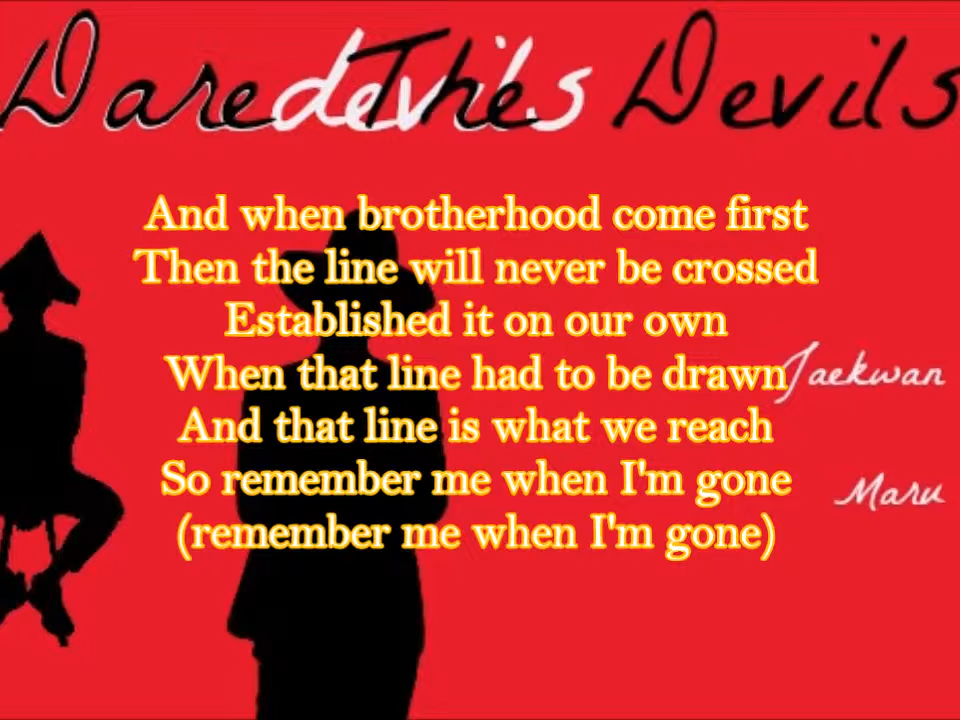 Daredevils The Devils
And when brotherhood come first
Then the line will never be crossed
Established it on our own
When that line had to be drawn
And that line is what we reach
So remember me when I'm gone
(remember me when I'm gone)
Jaekwan
Maru